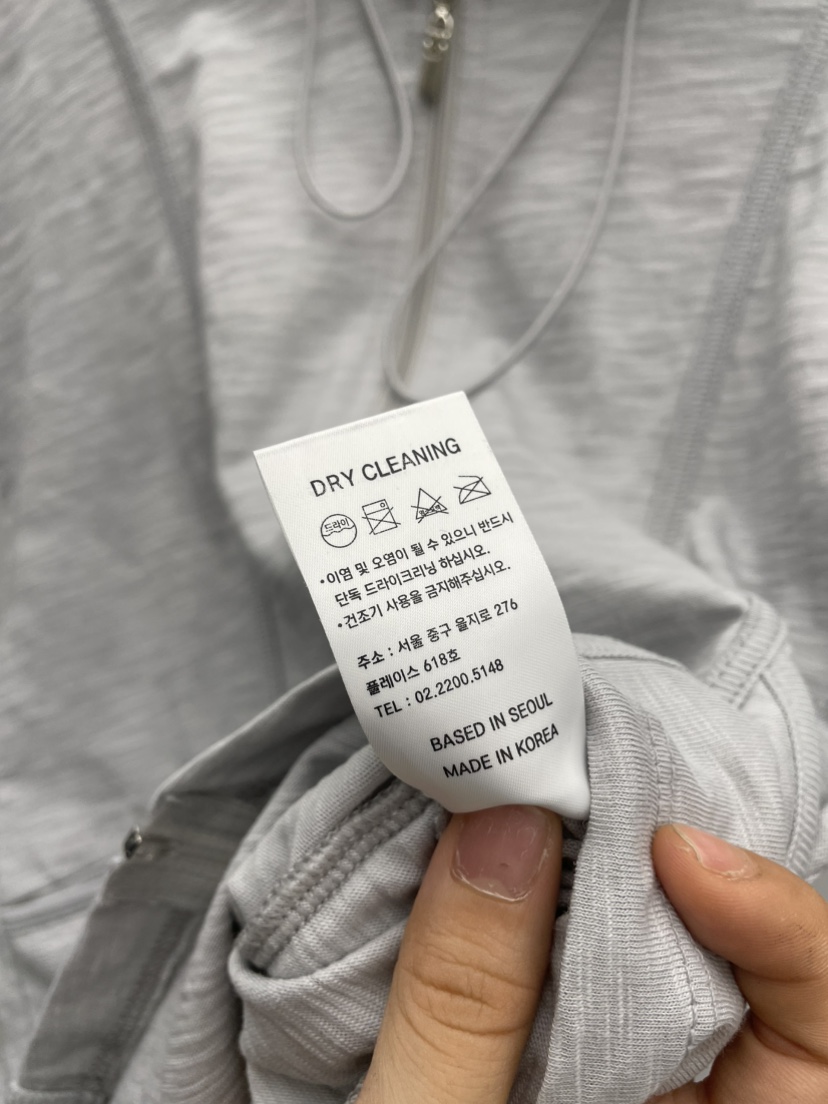 DRY CLEANING
드라이
•이염 및 오염이 될 수 있으니 반드시
단독 드라이크리닝 하십시오.
•건조기 사용을 금지해주십시오.
주소 : 서울 중구 을지로 276
플레이스 618호
TEL : 02.2200.5148
BASED IN SEOUL
MADE IN KOREA